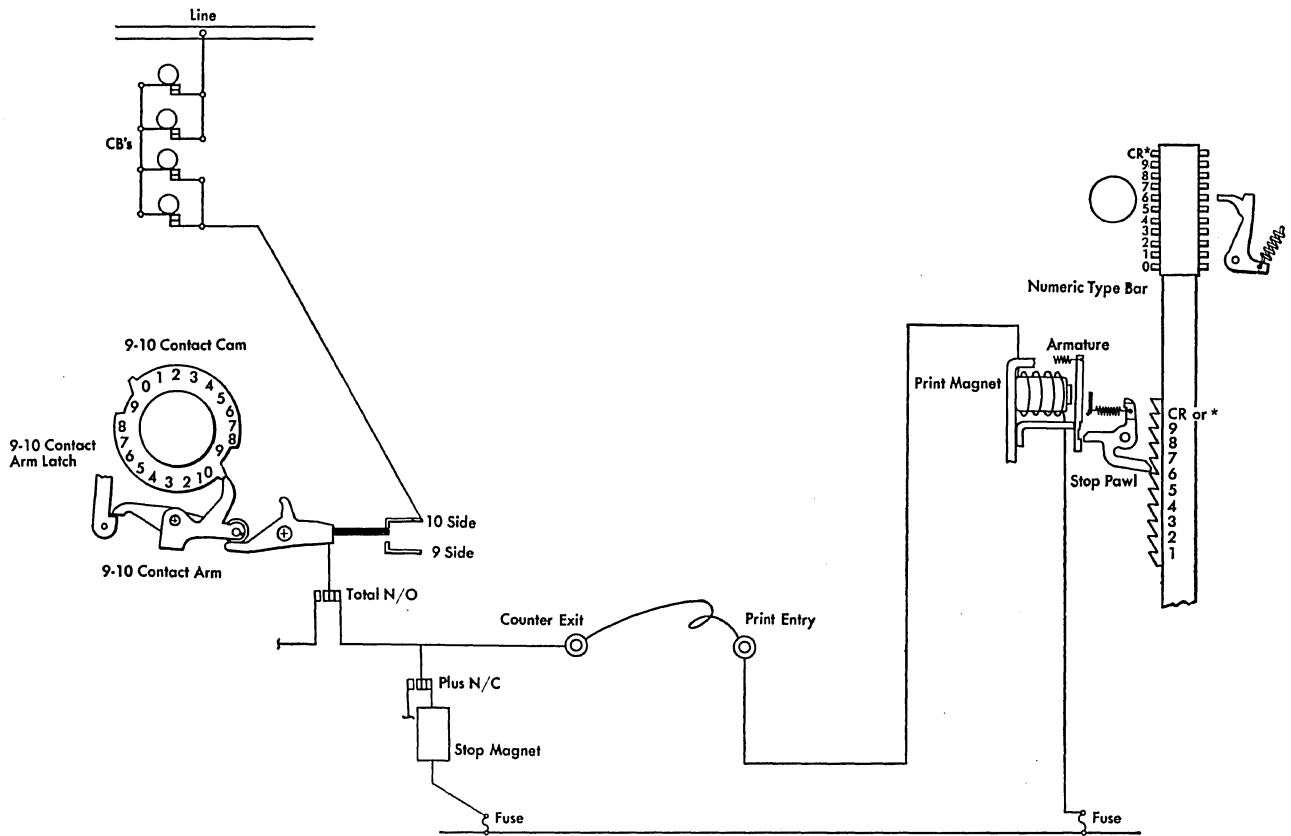 Line
CB's
CR*
9
8
7
6
5
4
3
2
1
0
Numeric Type Bar
9-10 Contact Cam
0 1 2 3 4 5 6 7 8 9
9 8 7 6 5 4 3 2 1 0
9-10 Contact
Arm Latch
9-10 Contact Arm
10 Side
9 Side
Armature
Print Magnet
Stop Pawl
CR or *
9
8
7
6
5
4
3
2
1
Total N/O
Counter Exit
Print Entry
Plus N/C
Stop Magnet
Fuse
Fuse